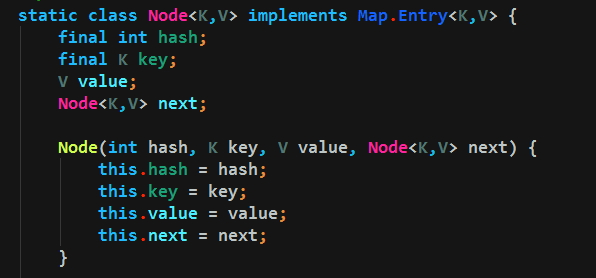 static class Node<K,V> implements Map.Entry<K,V> {
    final int hash;
    final K key;
    V value;
    Node<K,V> next;

    Node(int hash, K key, V value, Node<K,V> next) {
        this.hash = hash;
        this.key = key;
        this.value = value;
        this.next = next;
    }